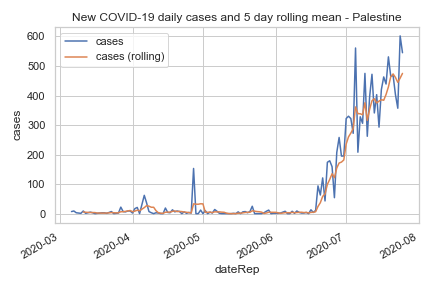 New COVID-19 daily cases and 5 day rolling mean - Palestine
cases
cases (rolling)
600
500
400
300
200
100
0
cases
2020-03
2020-04
2020-05
2020-06
2020-07
2020-08
dateRep